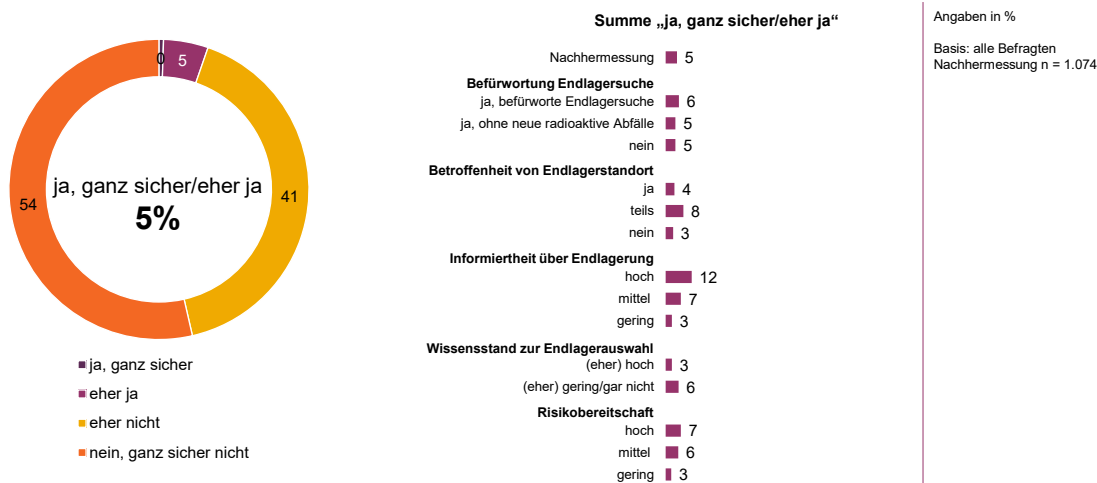 0
5
41
54
ja, ganz sicher/eher ja
5%
ja, ganz sicher
eher ja
eher nicht
nein, ganz sicher nicht
Summe „ja, ganz sicher/eher ja“
Nachhermessung 5
Befürwortung Endlagersuche
ja, befürworte Endlagersuche 6
ja, ohne neue radioaktive Abfälle 5
nein 5
Betroffenheit von Endlagerstandort
ja 4
teils 8
nein 3
Informiertheit über Endlagerung
hoch 12
mittel 7
gering 3
Wissensstand zur Endlagerauswahl
(eher) hoch 3
(eher) gering/gar nicht 6
Risikobereitschaft
hoch 7
mittel 6
gering 3
Angaben in %
Basis: alle Befragten
Nachhermessung n = 1.074